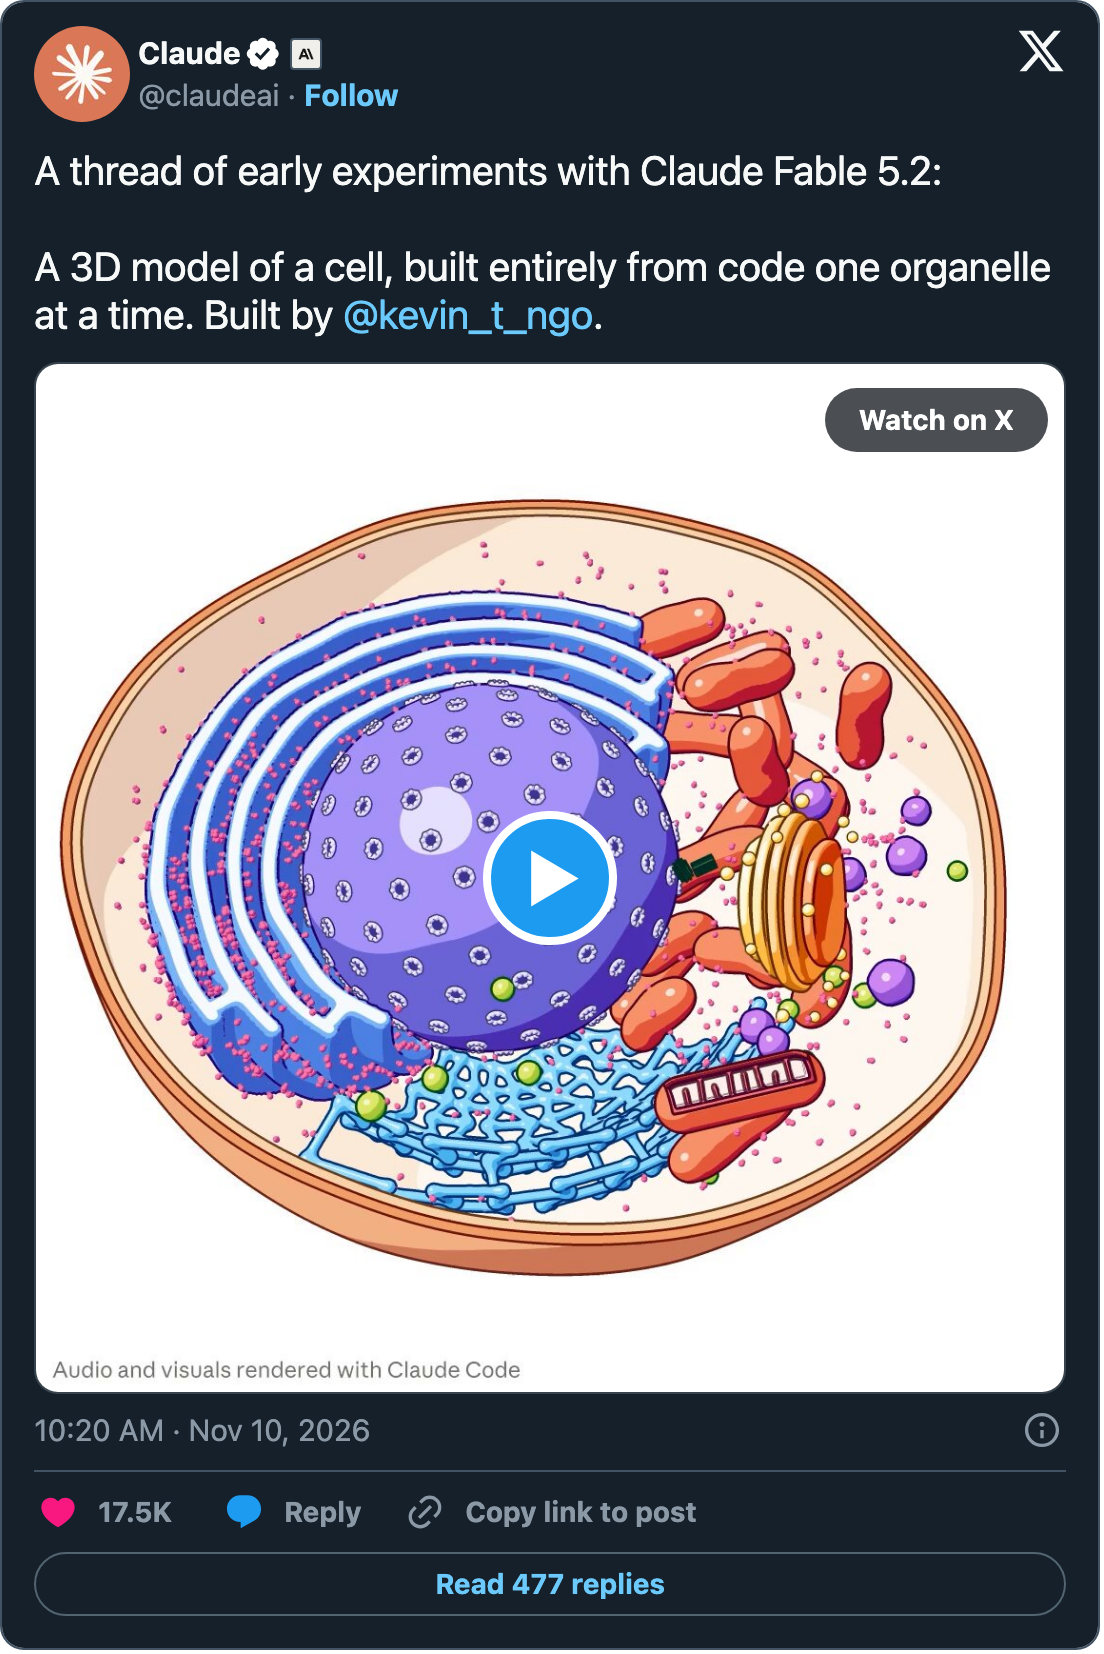 Claude
@claudeai · Follow
A thread of early experiments with Claude Fable 5.2:
A 3D model of a cell, built entirely from code one organelle
at a time. Built by @kevin_t_ngo.
Watch on X
Audio and visuals rendered with Claude Code
10:20 AM · Nov 10, 2026
17.5K Reply Copy link to post
Read 477 replies